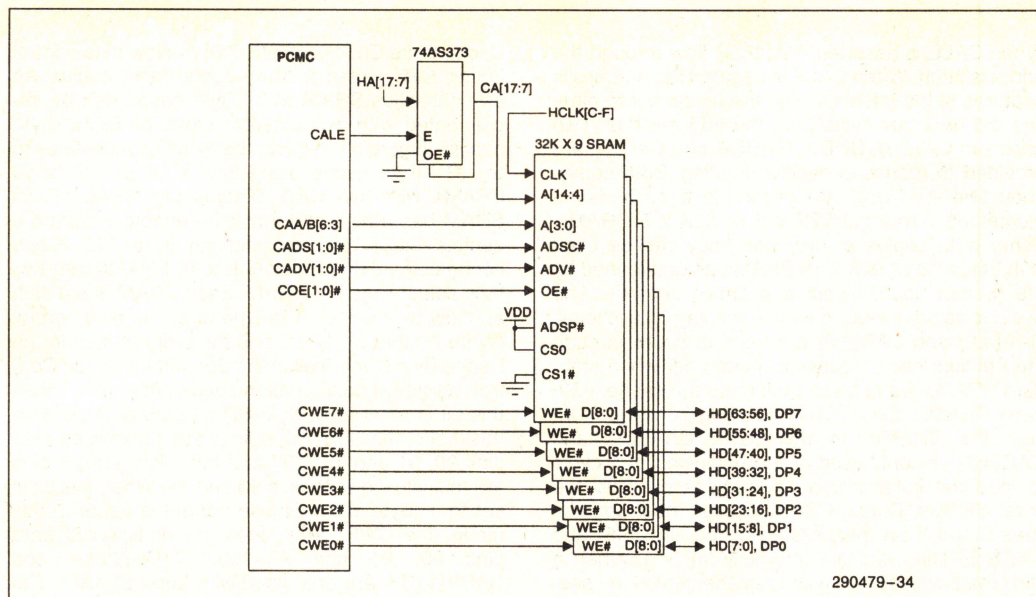 PCMC
74AS373
HA[17:7]
CA[17:7]
CALE
E
OE#
HCLK[C-F]
32K X 9 SRAM
CLK
A[14:4]
CAA/B[6:3]
A[3:0]
CADS[1:0]#
ADSC#
CADV[1:0]#
ADV#
COE[1:0]#
OE#
VDD
ADSP#
CS0
CS1#
CWE7# WE# D[8:0] HD[63:56], DP7
CWE6# WE# D[8:0] HD[55:48], DP6
CWE5# WE# D[8:0] HD[47:40], DP5
CWE4# WE# D[8:0] HD[39:32], DP4
CWE3# WE# D[8:0] HD[31:24], DP3
CWE2# WE# D[8:0] HD[23:16], DP2
CWE1# WE# D[8:0] HD[15:8], DP1
CWE0# WE# D[8:0] HD[7:0], DP0
290479-34